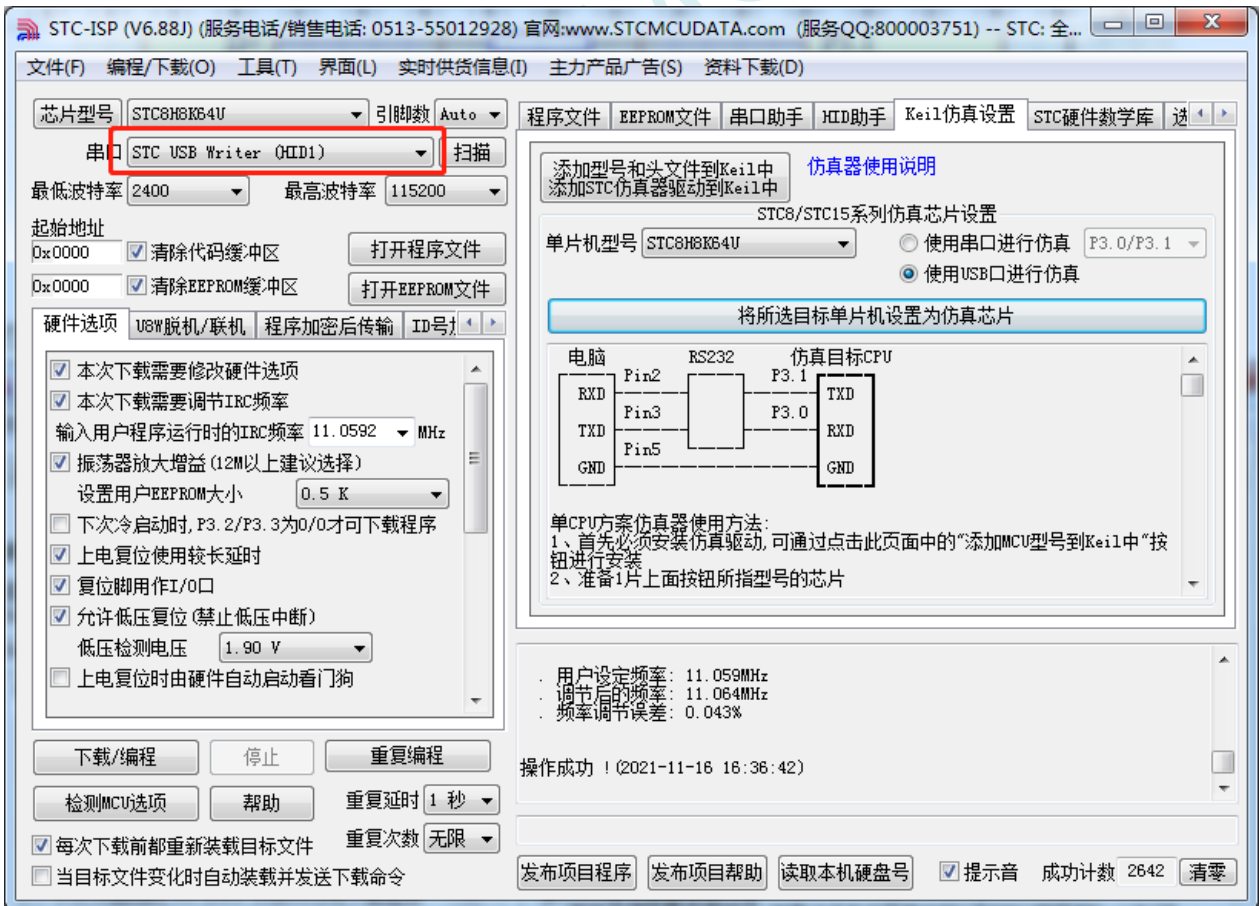 STC-ISP (V6.88J) (服务电话/销售电话: 0513-55012928) 官网:www.STCMCUDATA.com (服务QQ:800003751) -- STC: 全...
文件(F) 编程/下载(O) 工具(T) 界面(L) 实时供货信息(I) 主力产品广告(S) 资料下载(D)
芯片型号 STC8H8K64U 引脚数 Auto
串口 STC USB Writer (HID1) 扫描
最低波特率 2400 最高波特率 115200
起始地址
0x0000 清除代码缓冲区 打开程序文件
0x0000 清除EEPROM缓冲区 打开EEPROM文件
硬件选项 U8W脱机/联机 程序加密后传输 ID号
本次下载需要修改硬件选项
本次下载需要调节IRC频率
输入用户程序运行时的IRC频率 11.0592 MHz
振荡器放大增益(12M以上建议选择)
设置用户EEPROM大小 0.5 K
下次冷启动时,P3.2/P3.3为0/0才可下载程序
上电复位使用较长延时
复位脚用作I/O口
允许低压复位(禁止低压中断)
低压检测电压 1.90 V
上电复位时由硬件自动启动看门狗
下载/编程 停止 重复编程
检测MCU选项 帮助 重复延时 1 秒
每次下载前都重新装载目标文件 重复次数 无限
当目标文件变化时自动装载并发送下载命令
程序文件 EEPROM文件 串口助手 HID助手 Keil仿真设置 STC硬件数学库 选
添加型号和头文件到Keil中
添加STC仿真器驱动到Keil中
仿真器使用说明
STC8/STC15系列仿真芯片设置
单片机型号 STC8H8K64U 使用串口进行仿真 P3.0/P3.1
使用USB口进行仿真
将所选目标单片机设置为仿真芯片
电脑 RS232 仿真目标CPU
Pin2 P3.1
RXD TXD
Pin3 P3.0
TXD RXD
Pin5
GND GND
单CPU方案仿真器使用方法:
1、首先必须安装仿真驱动,可通过点击此页面中的“添加MCU型号到Keil中“按
钮进行安装
2、准备1片上面按钮所指型号的芯片
. 用户设定频率: 11.059MHz
. 调节后的频率: 11.064MHz
. 频率调节误差: 0.043%
操作成功 !(2021-11-16 16:36:42)
发布项目程序 发布项目帮助 读取本机硬盘号 提示音 成功计数 2642 清零